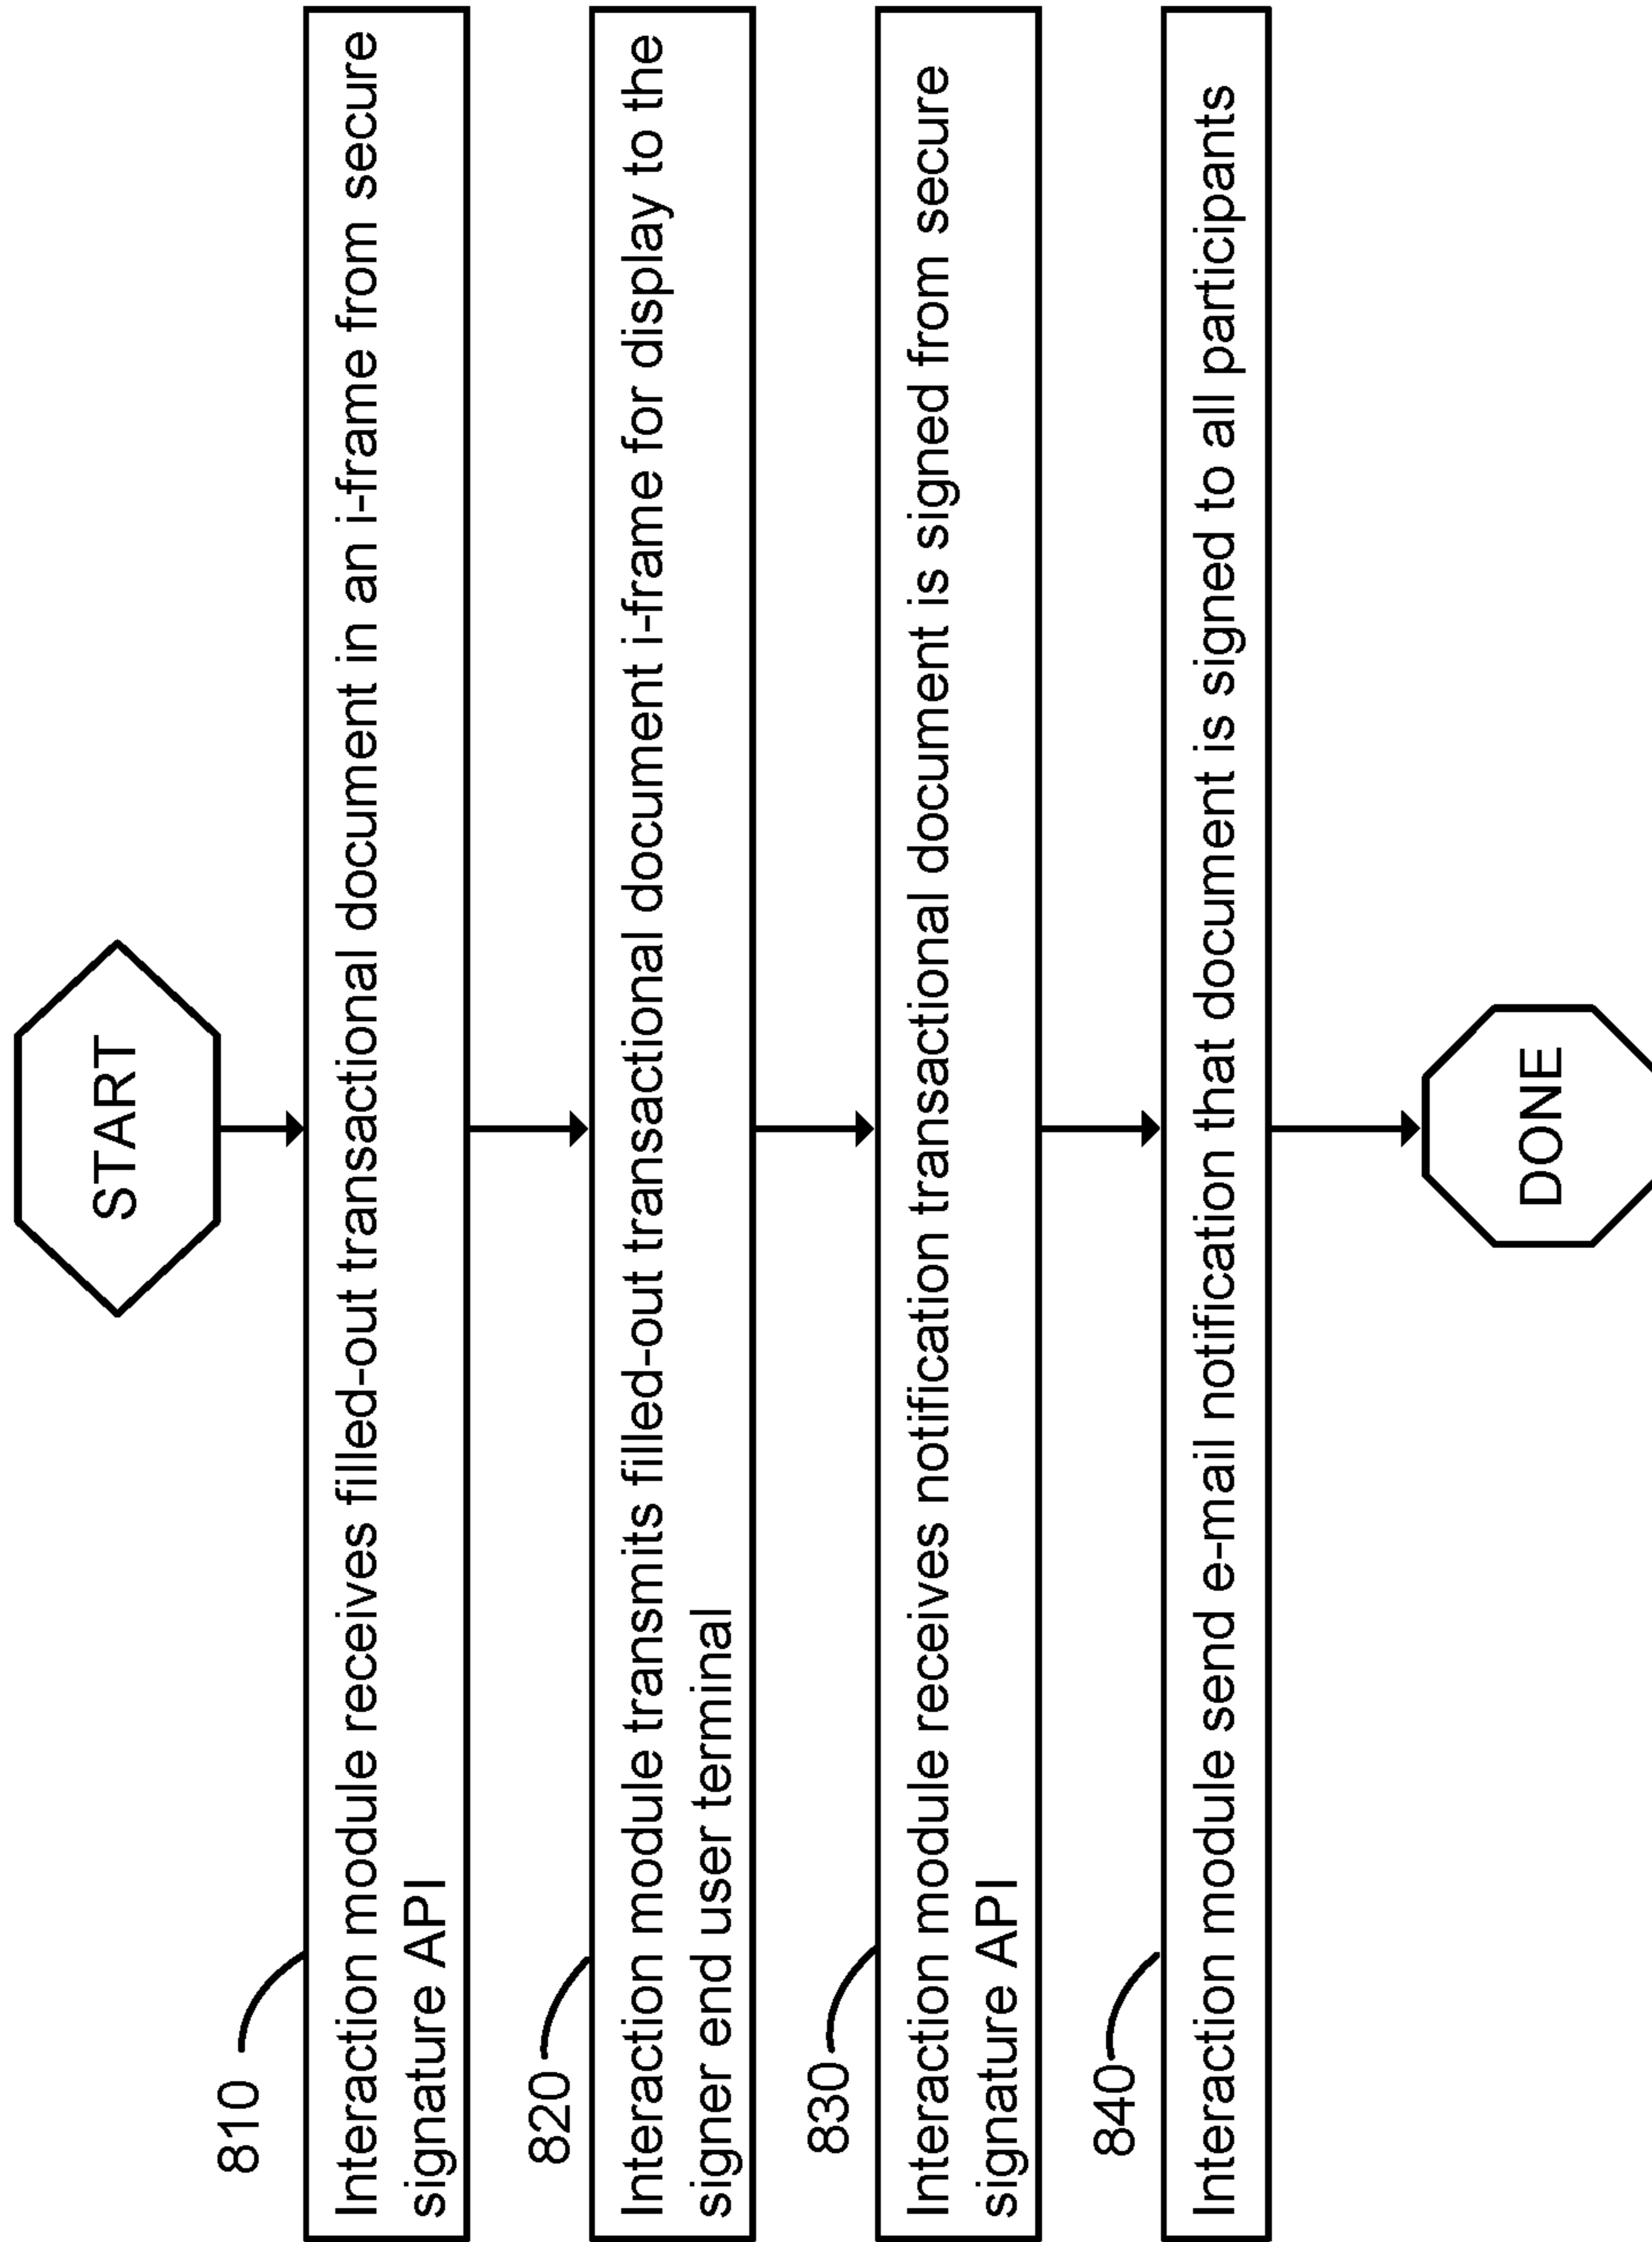 START
810
Interaction module receives filled-out transactional document in an i-frame from secure
signature API
820
Interaction module transmits filled-out transactional document i-frame for display to the
signer end user terminal
830
Interaction module receives notification transactional document is signed from secure
signature API
840
Interaction module send e-mail notification that document is signed to all participants
DONE